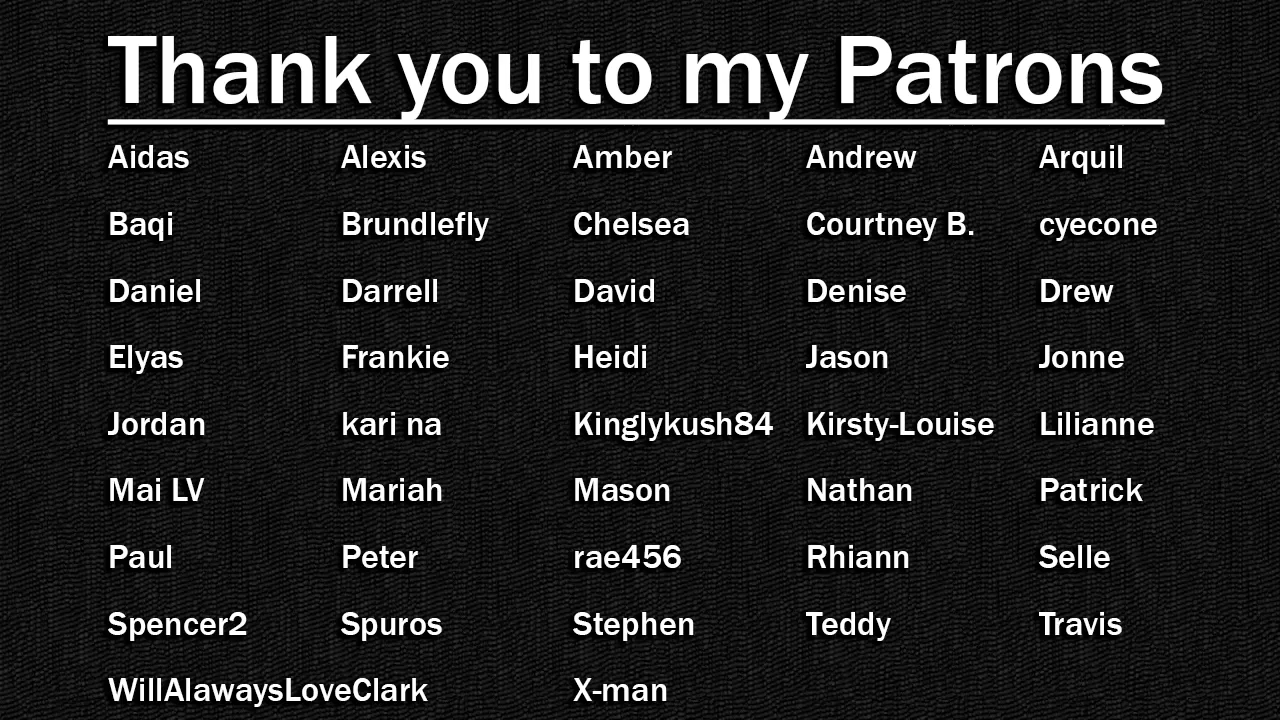 Thank you to my Patrons
Aidas Alexis Amber Andrew Arquil
Baqi Brundlefly Chelsea Courtney B. cyecone
Daniel Darrell David Denise Drew
Elyas Frankie Heidi Jason Jonne
Jordan kari na Kinglykush84 Kirsty-Louise Lilianne
Mai LV Mariah Mason Nathan Patrick
Paul Peter rae456 Rhiann Selle
Spencer2 Spuros Stephen Teddy Travis
WillAlawaysLoveClark X-man